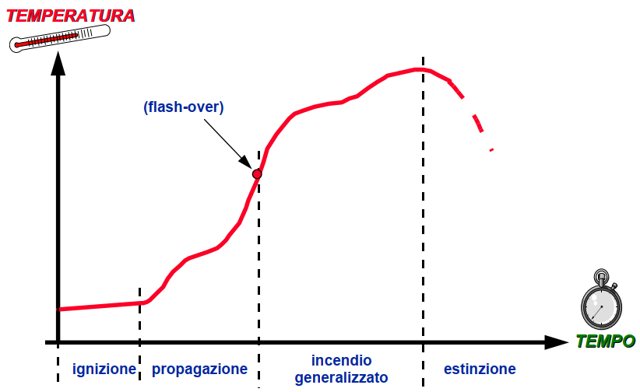 TEMPERATURA
(flash-over)
TEMPO
ignizione
propagazione
incendio
generalizzato
estinzione